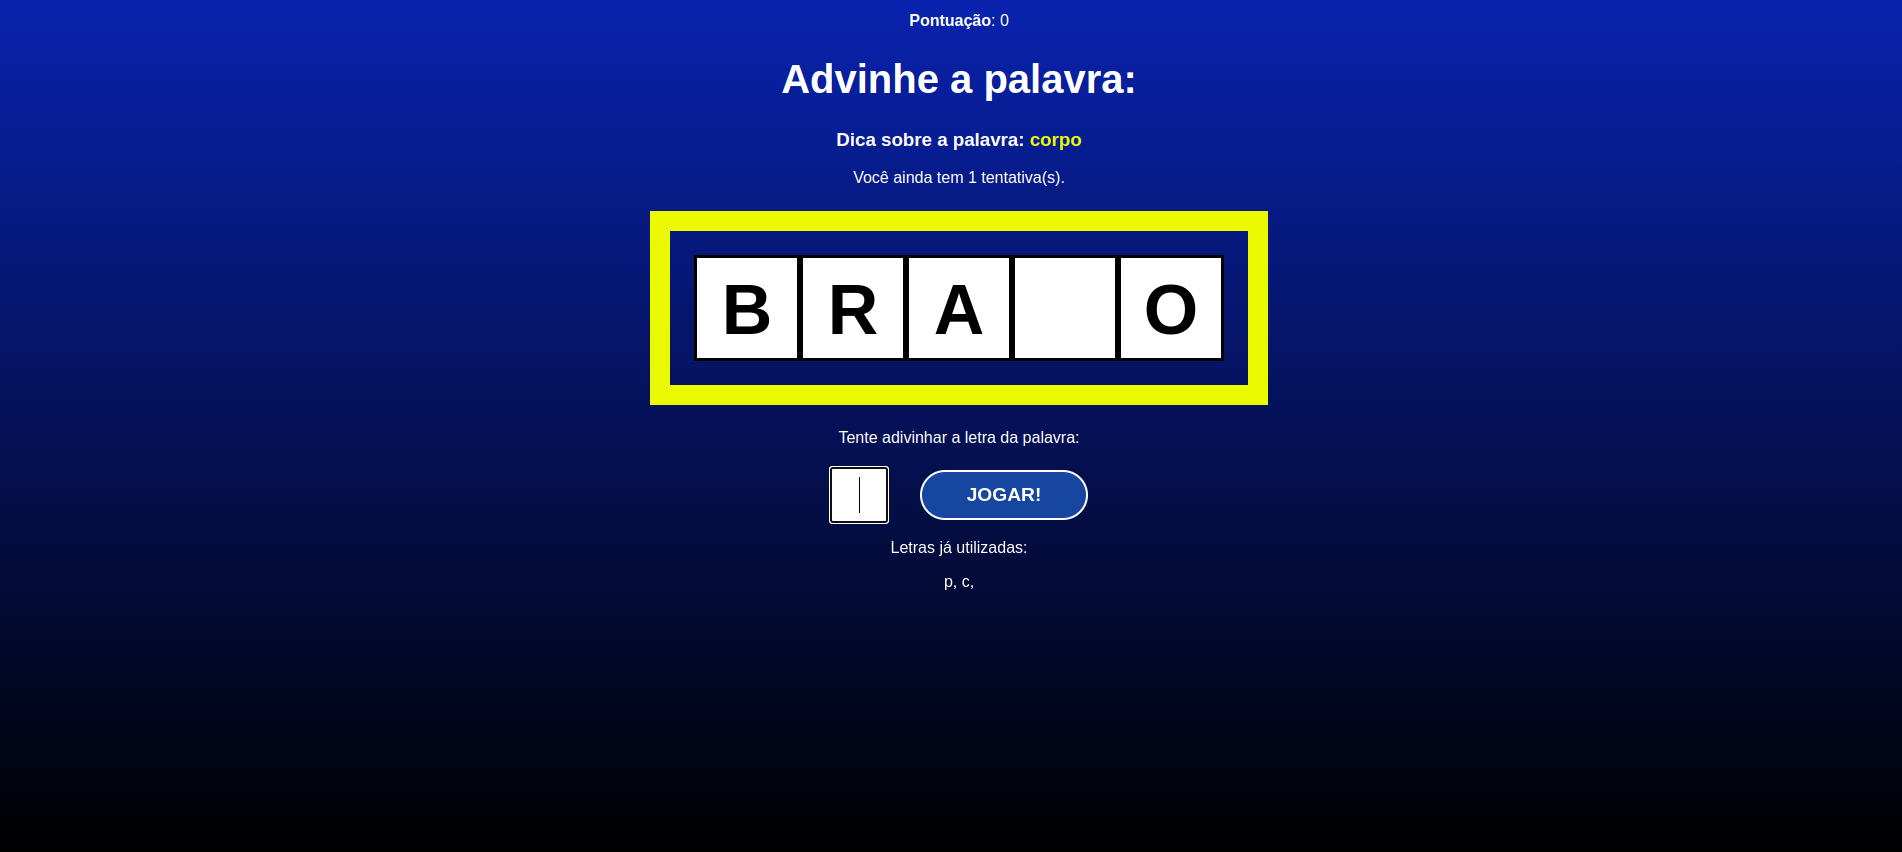 Pontuação: 0
Advinhe a palavra:
Dica sobre a palavra: corpo
Você ainda tem 1 tentativa(s).
B R A O
Tente adivinhar a letra da palavra:
JOGAR!
Letras já utilizadas:
p, c,